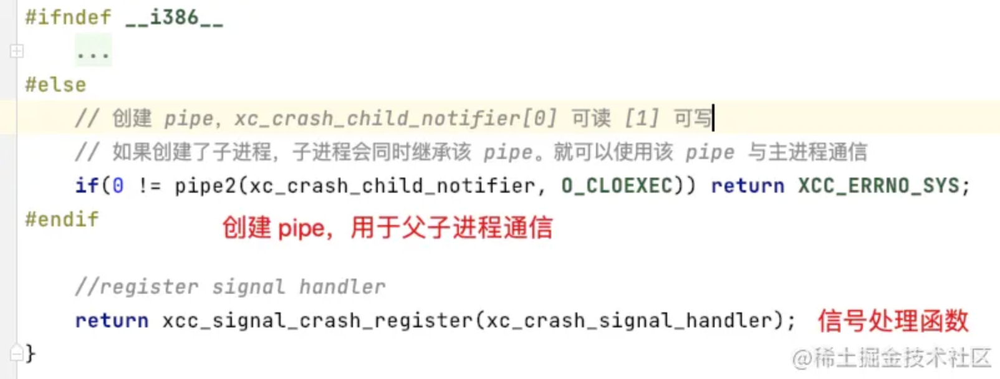 #ifndef __i386__
...
#else
// 创建 pipe，xc_crash_child_notifier[0] 可读 [1] 可写
// 如果创建了子进程，子进程会同时继承该 pipe。就可以使用该 pipe 与主进程通信
if(0 != pipe2(xc_crash_child_notifier, O_CLOEXEC)) return XCC_ERRNO_SYS;
#endif
创建 pipe，用于父子进程通信
//register signal handler
return xcc_signal_crash_register(xc_crash_signal_handler); 信号处理函数
}
@稀土掘金技术社区